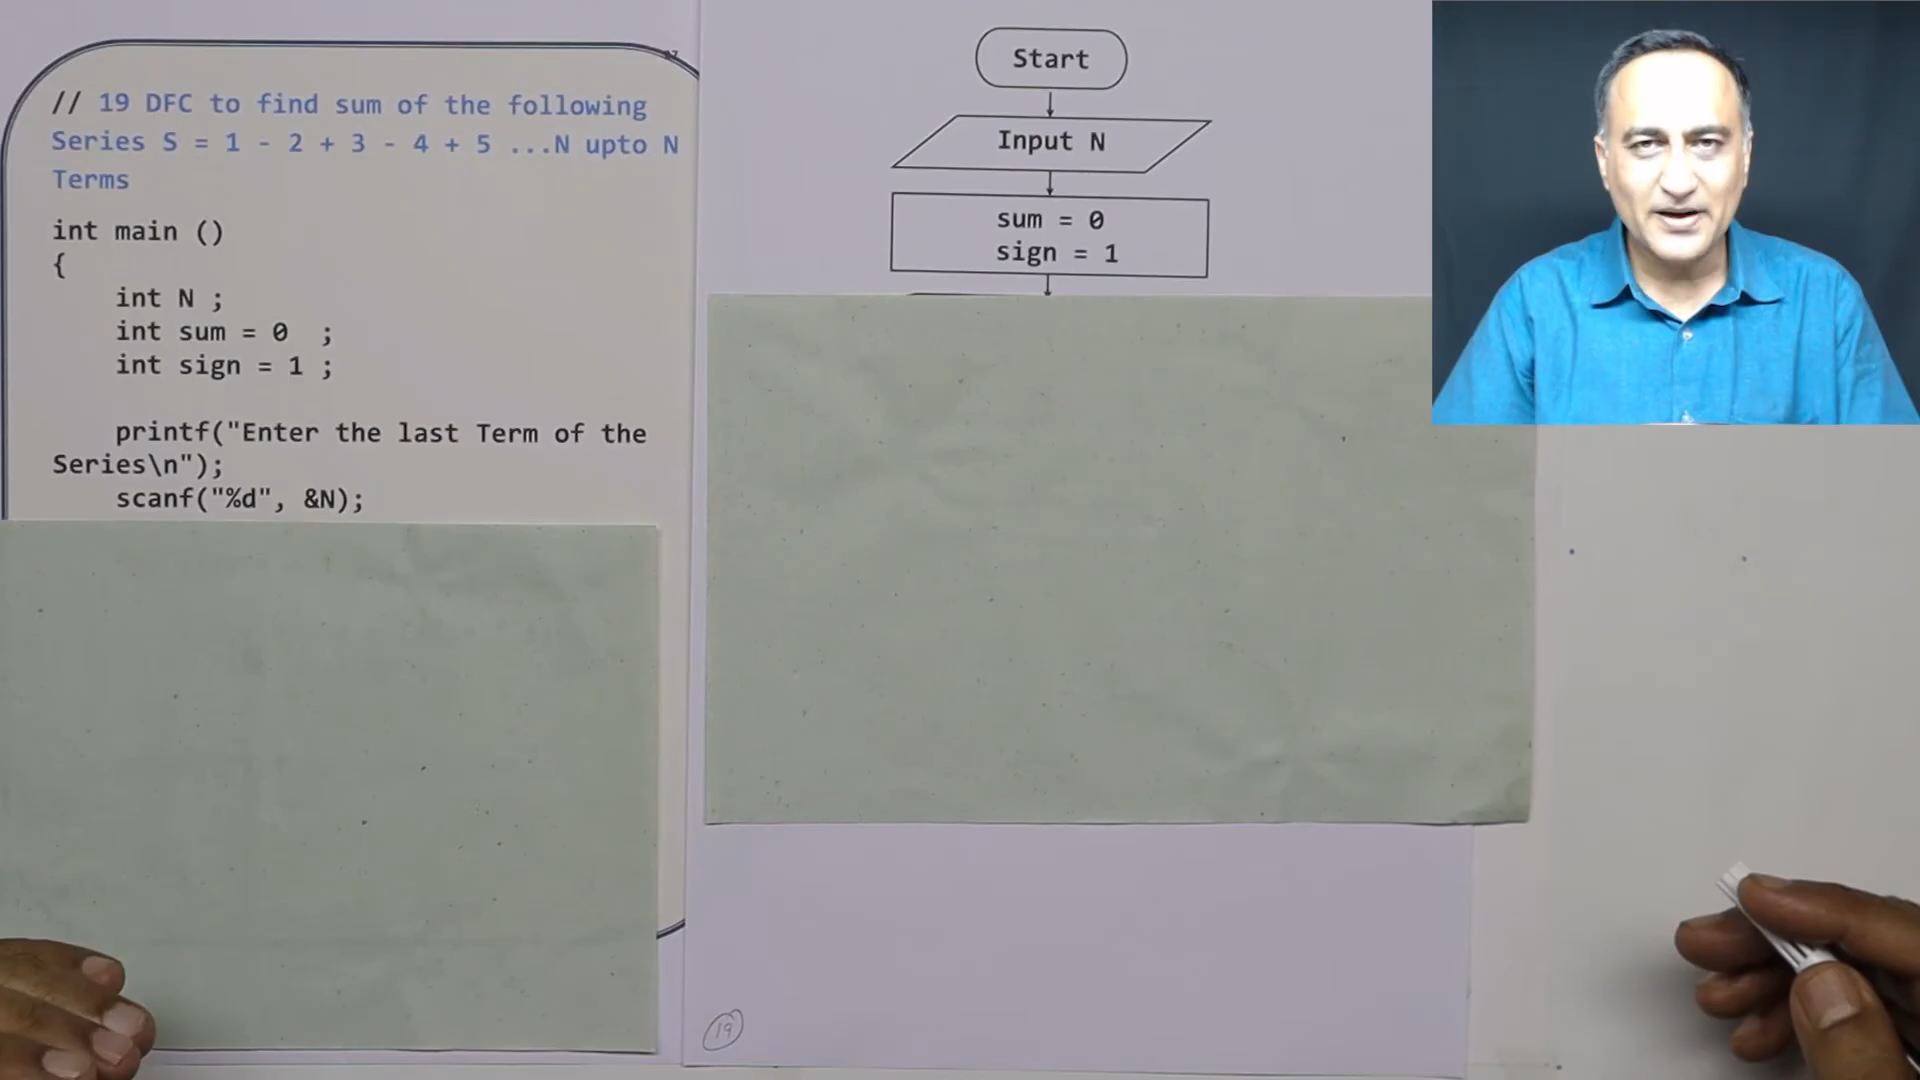 // 19 DFC to find sum of the following
Series S = 1 - 2 + 3 - 4 + 5 ...N upto N
Terms
int main ()
{
int N ;
int sum = 0 ;
int sign = 1 ;
printf("Enter the last Term of the
Series\n");
scanf("%d", &N);
Start
Input N
sum = 0
sign = 1
19